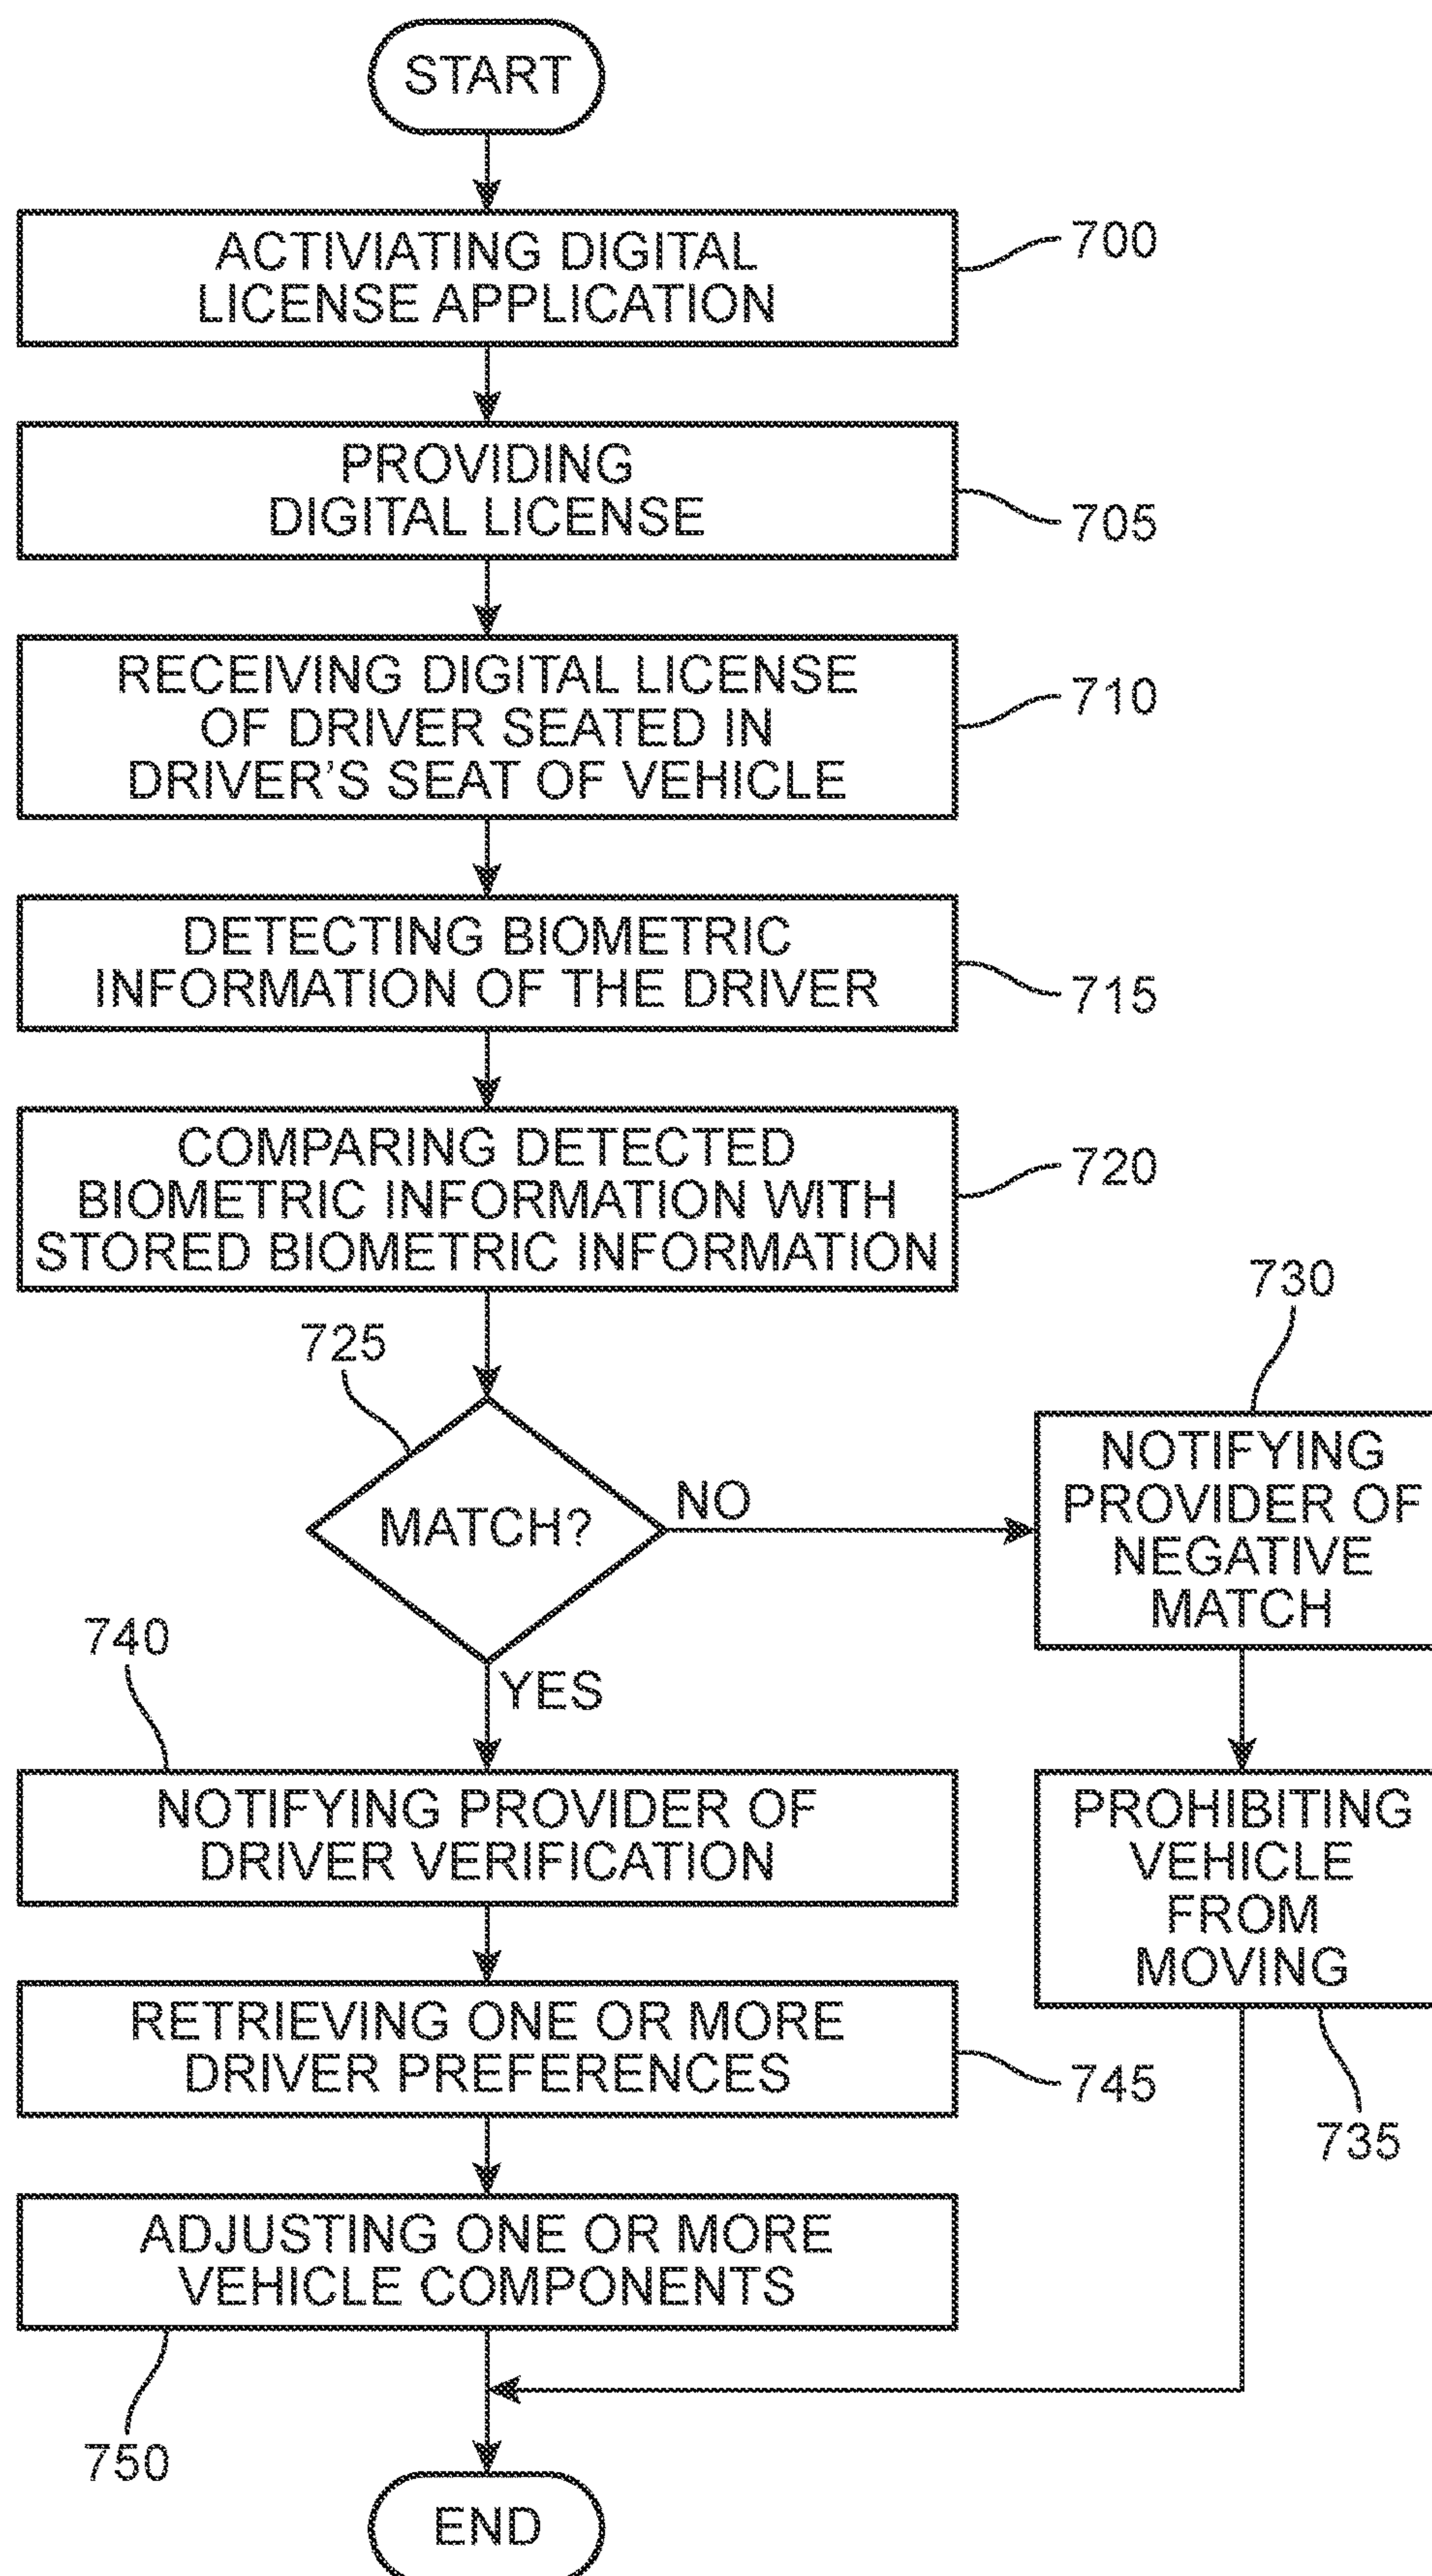 START
ACTIVIATING DIGITAL
LICENSE APPLICATION
700
PROVIDING
DIGITAL LICENSE
705
RECEIVING DIGITAL LICENSE
OF DRIVER SEATED IN
DRIVER'S SEAT OF VEHICLE
710
DETECTING BIOMETRIC
INFORMATION OF THE DRIVER
715
COMPARING DETECTED
BIOMETRIC INFORMATION WITH
STORED BIOMETRIC INFORMATION
720
725
MATCH?
NO
YES
730
NOTIFYING
PROVIDER OF
NEGATIVE
MATCH
PROHIBITING
VEHICLE
FROM
MOVING
735
740
NOTIFYING PROVIDER OF
DRIVER VERIFICATION
RETRIEVING ONE OR MORE
DRIVER PREFERENCES
745
ADJUSTING ONE OR MORE
VEHICLE COMPONENTS
750
END